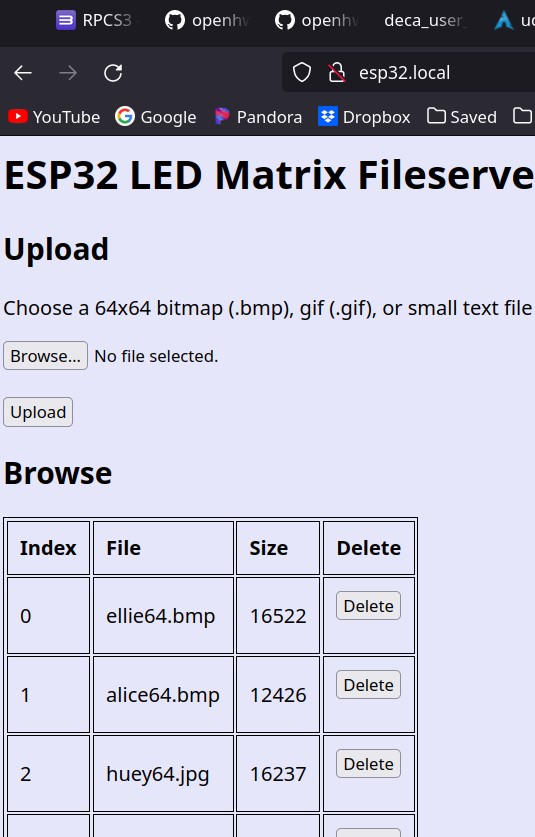 RPCS3 openhw openh deca_user_ uc
esp32.local
YouTube Google Pandora Dropbox Saved
ESP32 LED Matrix Fileserve
Upload
Choose a 64x64 bitmap (.bmp), gif (.gif), or small text file
Browse... No file selected.
Upload
Browse
Index File Size Delete
0 ellie64.bmp 16522 Delete
1 alice64.bmp 12426 Delete
2 huey64.jpg 16237 Delete